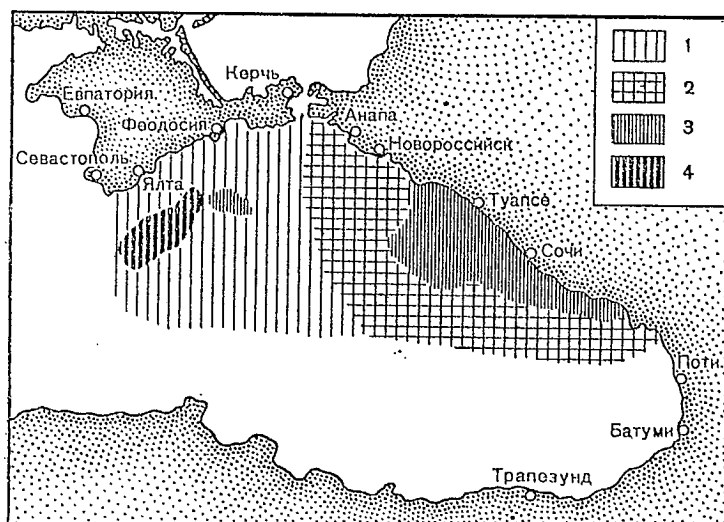 1
2
3
4
Керчь
Евпатория
Феодосия
Анапа
Новороссийск
Севастополь
Ялта
Туапсе
Сочи
Поти
Батуми
Трапезунд